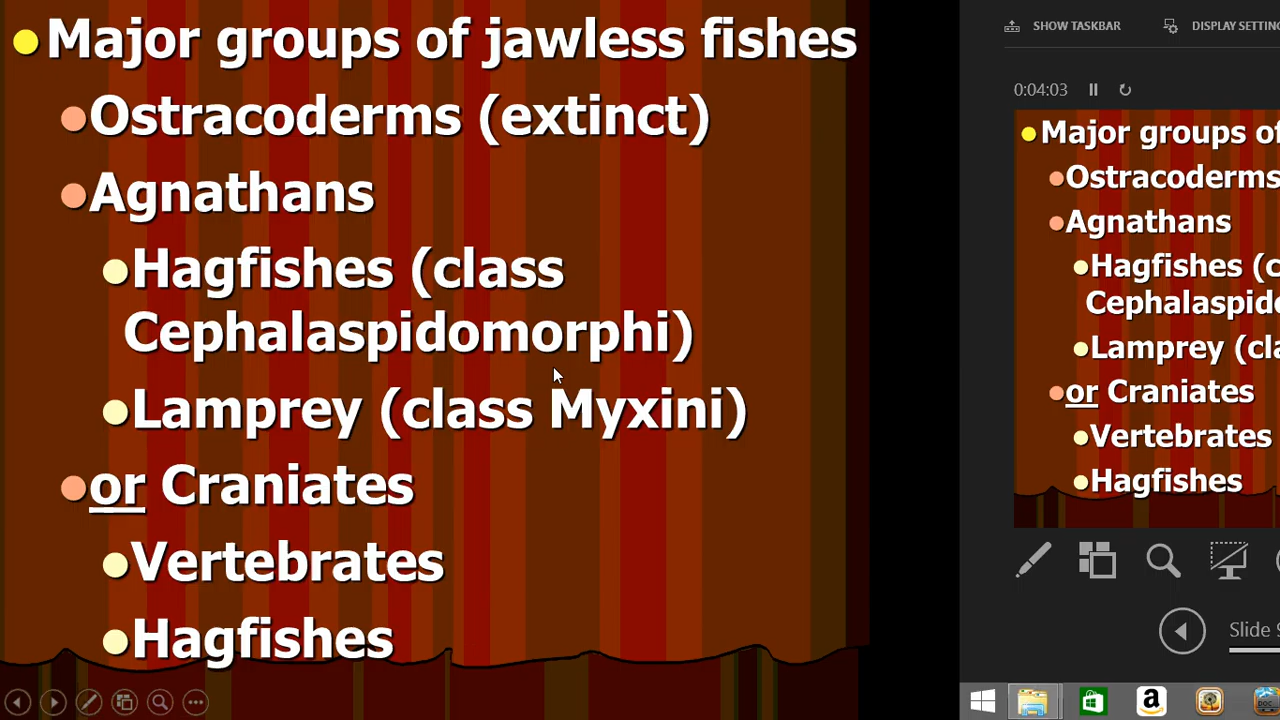 Major groups of jawless fishes
Ostracoderms (extinct)
Agnathans
Hagfishes (class
Cephalaspidomorphi)
Lamprey (class Myxini)
or Craniates
Vertebrates
Hagfishes
SHOW TASKBAR
DISPLAY SETTIN
0:04:03
Major groups of
Ostracoderms
Agnathans
Hagfishes (c
Cephalaspid
Lamprey (cla
or Craniates
Vertebrates
Hagfishes
Slide
a